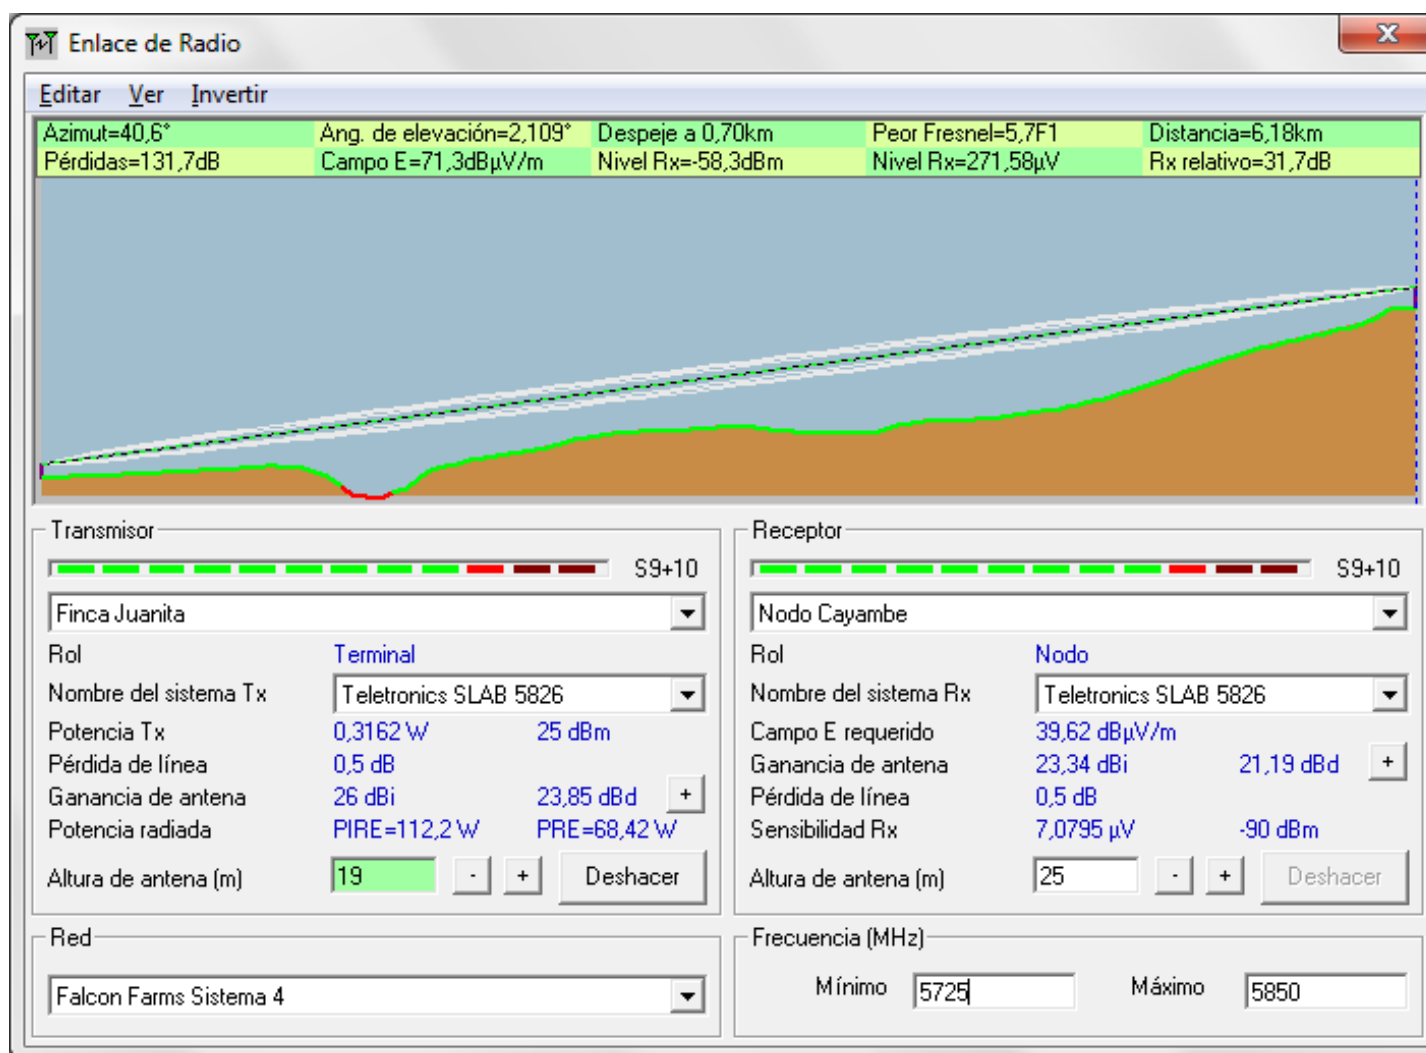 Enlace de Radio
X
Editar Ver Invertir
Azimut=40,6° Ang. de elevación=2,109° Despeje a 0,70km Peor Fresnel=5,7F1 Distancia=6,18km
Pérdidas=131,7dB Campo E=71,3dBµV/m Nivel Rx=-58,3dBm Nivel Rx=271,58µV Rx relativo=31,7dB
Transmisor
S9+10
Finca Juanita
Rol Terminal
Nombre del sistema Tx Teletronics SLAB 5826
Potencia Tx 0,3162 W 25 dBm
Pérdida de línea 0,5 dB
Ganancia de antena 26 dBi 23,85 dBd +
Potencia radiada PIRE=112,2 W PRE=68,42 W
Altura de antena (m) 19 - + Deshacer
Receptor
S9+10
Nodo Cayambe
Rol Nodo
Nombre del sistema Rx Teletronics SLAB 5826
Campo E requerido 39,62 dBµV/m
Ganancia de antena 23,34 dBi 21,19 dBd +
Pérdida de línea 0,5 dB
Sensibilidad Rx 7,0795 µV -90 dBm
Altura de antena (m) 25 - + Deshacer
Red
Falcon Farms Sistema 4
Frecuencia (MHz)
Mínimo 5725 Máximo 5850